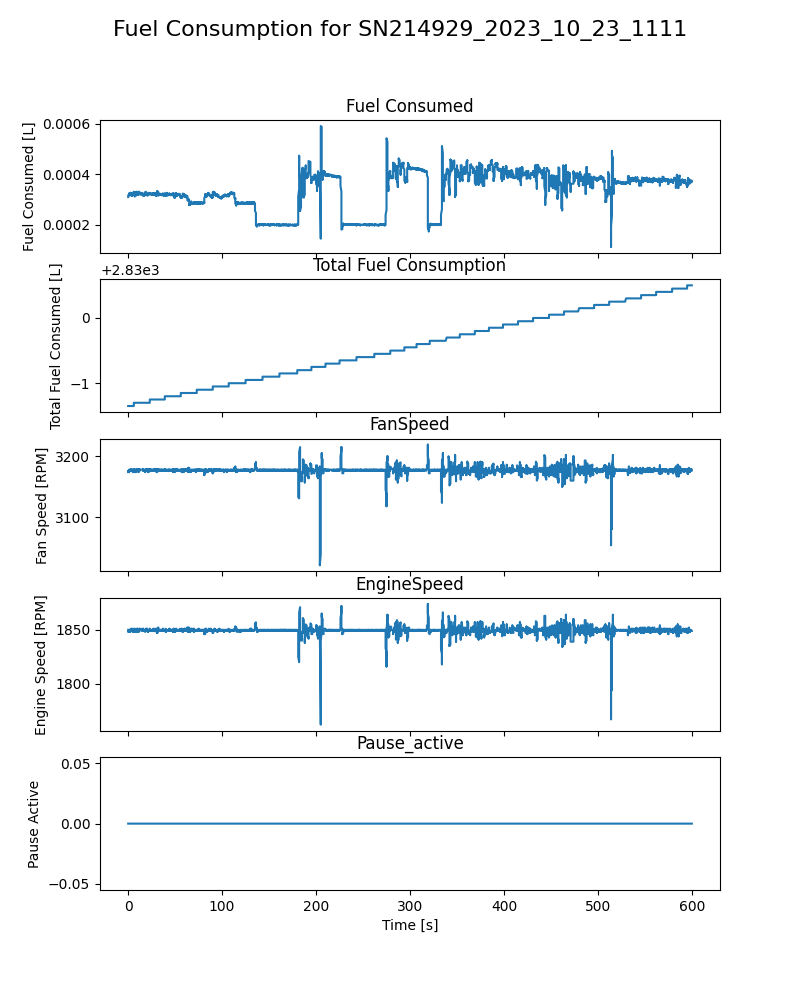 Fuel Consumption for SN214929_2023_10_23_1111
Fuel Consumed
0.0006
0.0004
0.0002
Fuel Consumed [L]
Total Fuel Consumption
+2.83e3
0
−1
Total Fuel Consumed [L]
FanSpeed
3200
3100
Fan Speed [RPM]
EngineSpeed
1850
1800
Engine Speed [RPM]
Pause_active
0.05
0.00
−0.05
Pause Active
0 100 200 300 400 500 600
Time [s]